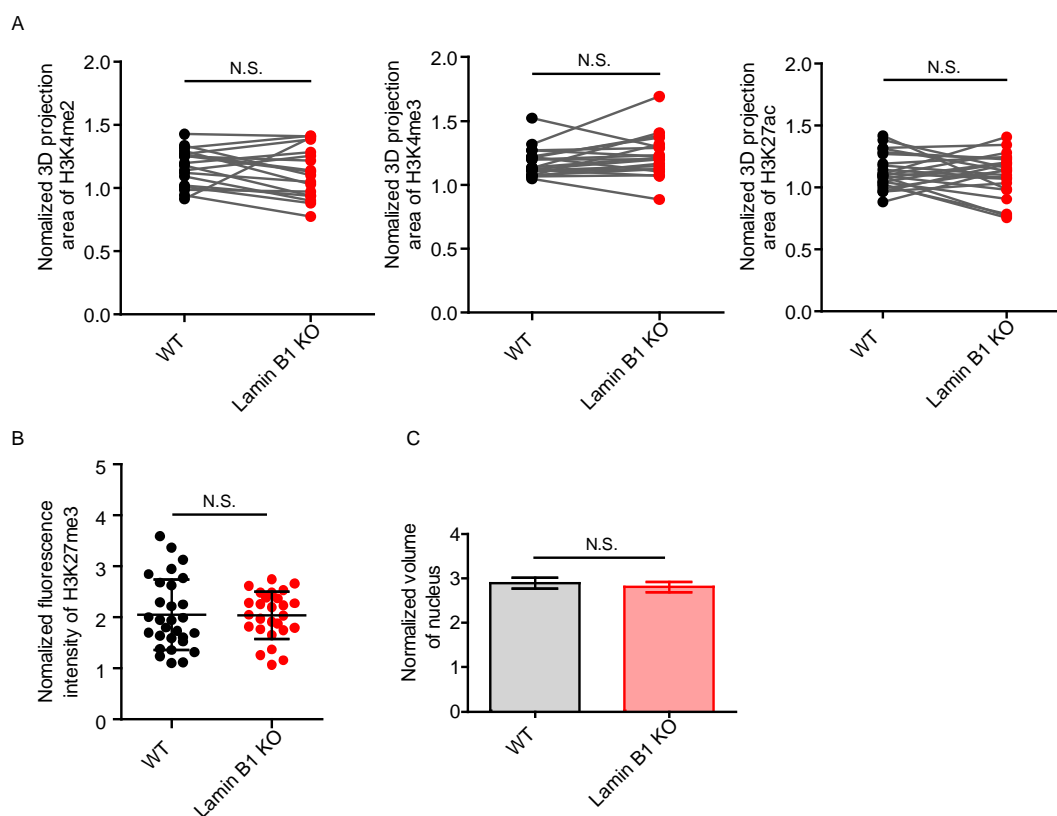 A
Nomalized 3D projection
area of H3K4me2
2.0
1.5
1.0
0.5
0.0
N.S.
WT
Lamin B1 KO
Nomalized 3D projection
area of H3K4me3
2.0
1.5
1.0
0.5
0.0
N.S.
WT
Lamin B1 KO
Nomalized 3D projection
area of H3K27ac
2.0
1.5
1.0
0.5
0.0
N.S.
WT
Lamin B1 KO
B
Nomalized fluorescence
intensity of H3K27me3
5
4
3
2
1
0
N.S.
WT
Lamin B1 KO
C
Normalized volume
of nucleus
4
3
2
1
0
N.S.
WT
Lamin B1 KO